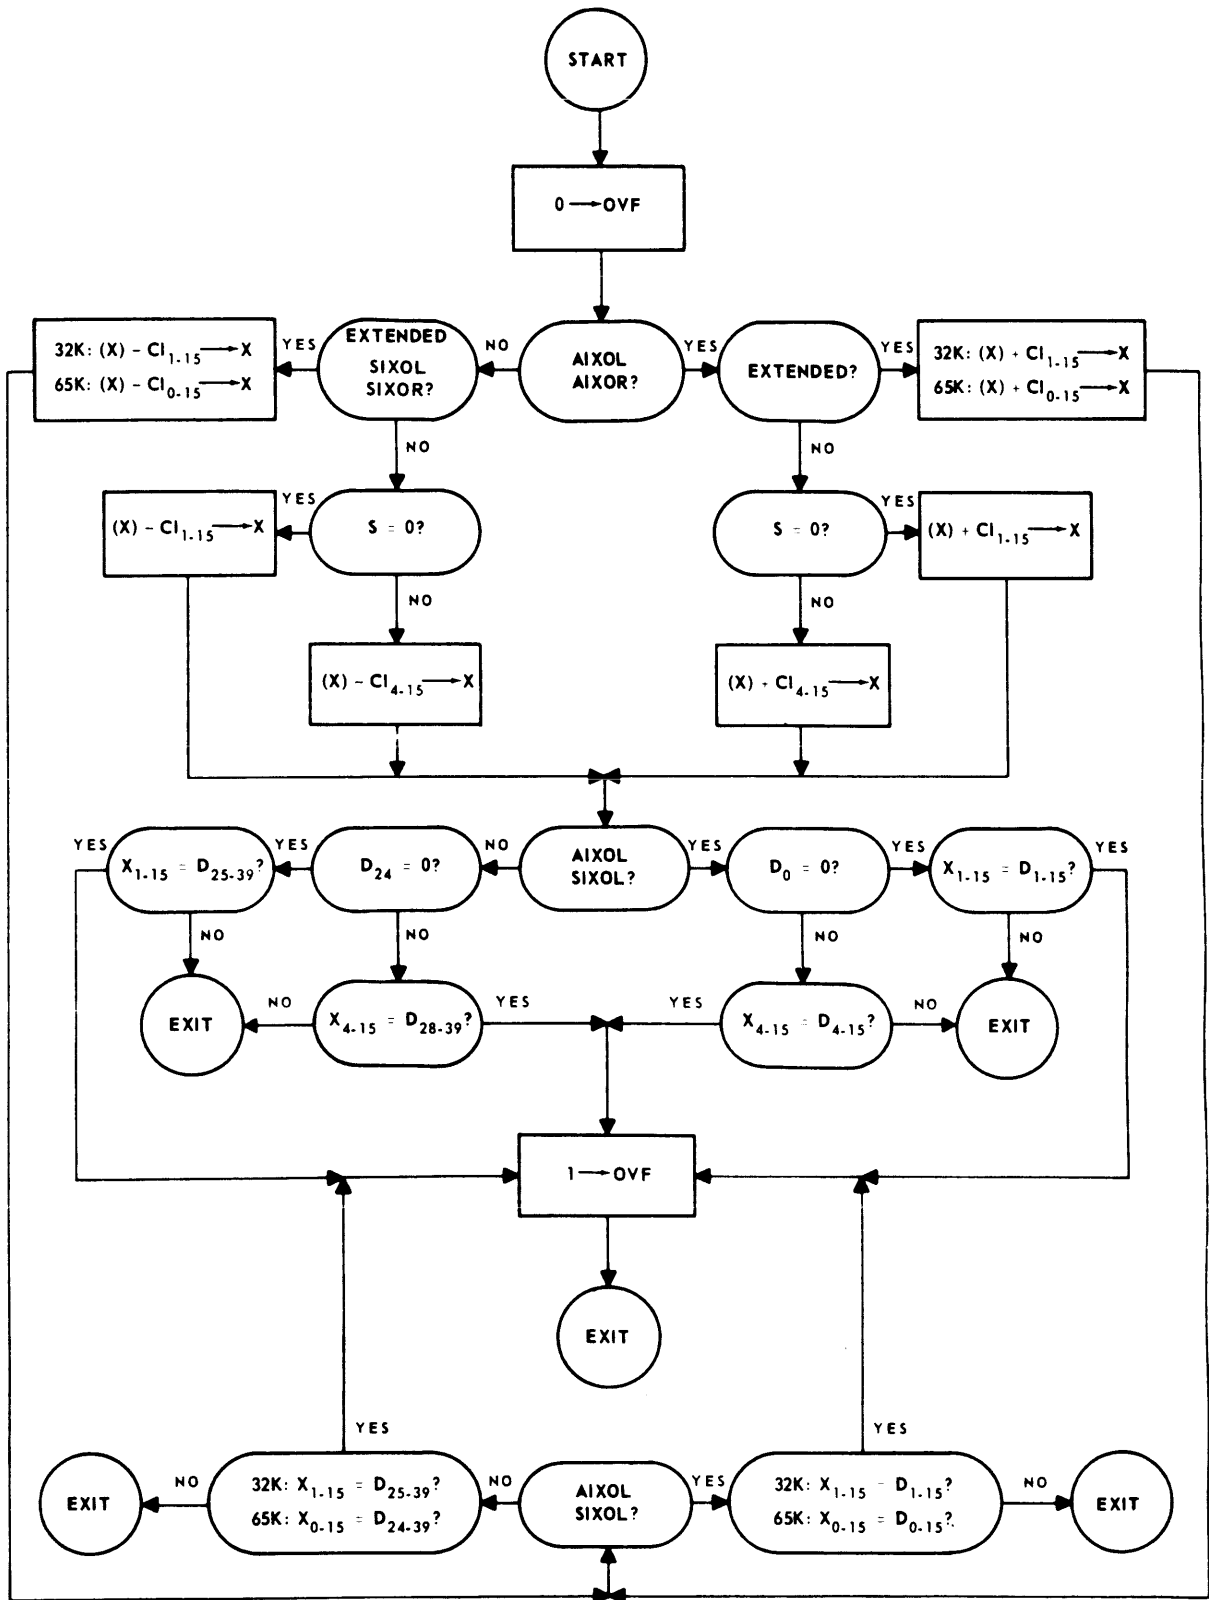 START
0 → OVF
EXTENDED
SIXOL
SIXOR?
AIXOL
AIXOR?
EXTENDED?
YES
NO
YES
YES
32K: (X) - CI1-15 → X
65K: (X) - CI0-15 → X
32K: (X) + CI1-15 → X
65K: (X) + CI0-15 → X
NO
NO
YES
S = 0?
S = 0?
YES
(X) - CI1-15 → X
(X) + CI1-15 → X
NO
NO
(X) - CI4-15 → X
(X) + CI4-15 → X
YES
X1-15 = D25-39?
YES
D24 = 0?
NO
AIXOL
SIXOL?
YES
D0 = 0?
YES
X1-15 = D1-15?
YES
NO
NO
NO
NO
EXIT
NO
X4-15 = D28-39?
YES
YES
X4-15 = D4-15?
NO
EXIT
1 → OVF
EXIT
YES
YES
EXIT
NO
32K: X1-15 = D25-39?
65K: X0-15 = D24-39?
NO
AIXOL
SIXOL?
YES
32K: X1-15 = D1-15?
65K: X0-15 = D0-15?
NO
EXIT